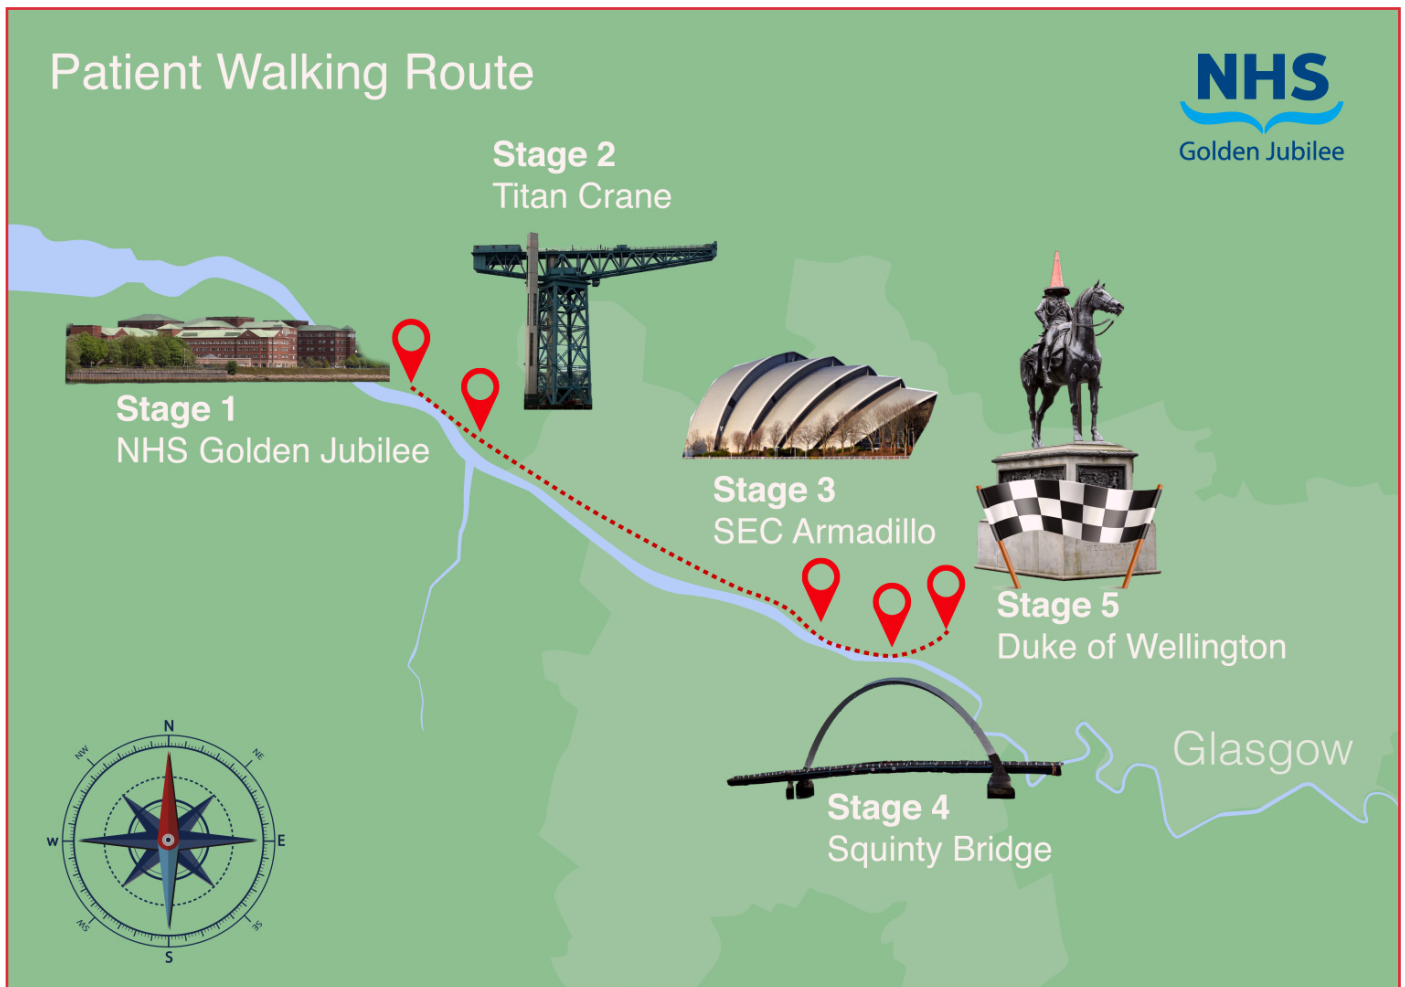 Patient Walking Route
NHS
Golden Jubilee
Stage 2
Titan Crane
Stage 1
NHS Golden Jubilee
Stage 3
SEC Armadillo
Stage 5
Duke of Wellington
Glasgow
Stage 4
Squinty Bridge
N
NW
NE
W
E
SW
SE
S